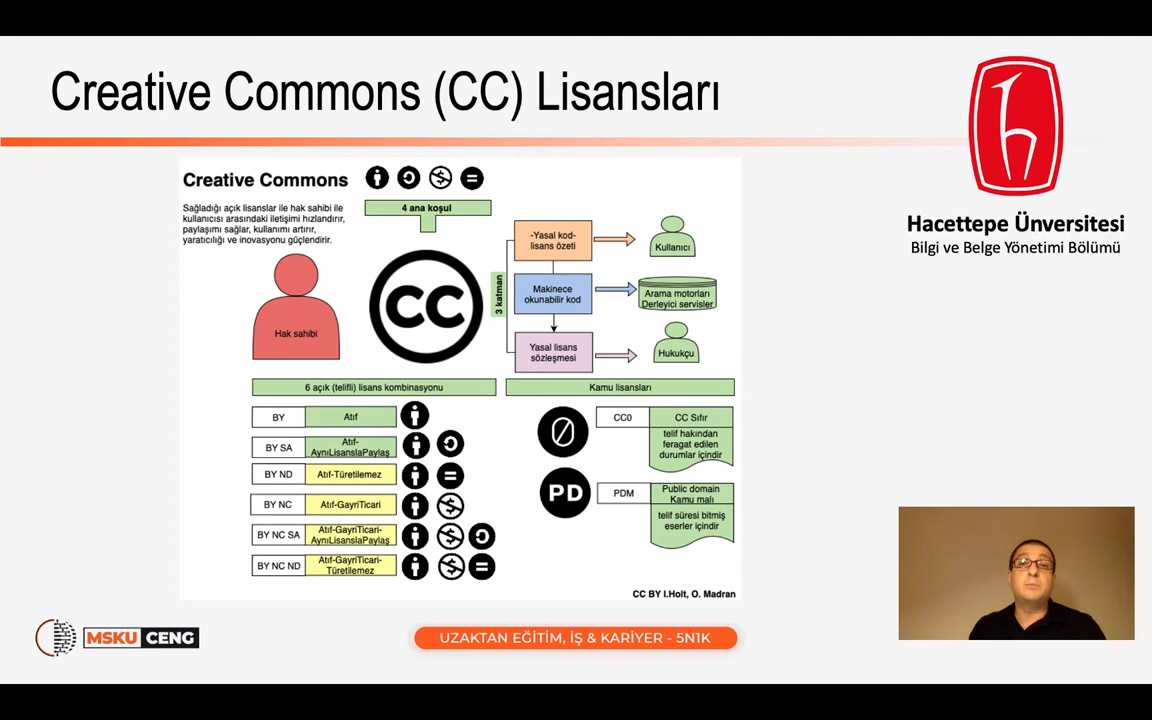 Creative Commons (CC) Lisansları
Hacettepe Ünversitesi
Bilgi ve Belge Yönetimi Bölümü
Creative Commons
Sağladığı açık lisanslar ile hak sahibi ile
kullanıcısı arasındaki iletişimi hızlandırır,
paylaşımı sağlar, kullanımı artırır,
yaratıcılığı ve inovasyonu güçlendirir.
4 ana koşul
Hak sahibi
CC
3 katman
-Yasal kod-
lisans özeti
Kullanıcı
Makinece
okunabilir kod
Arama motorları
Derleyici servisler
Yasal lisans
sözleşmesi
Hukukçu
6 açık (telifli) lisans kombinasyonu
BY
Atıf
BY SA
Atıf-
AynıLisanslaPaylaş
BY ND
Atıf-Türetilemez
BY NC
Atıf-GayriTicari
BY NC SA
Atıf-GayriTicari-
AynıLisanslaPaylaş
BY NC ND
Atıf-GayriTicari-
Türetilemez
Kamu lisansları
0
CC0
CC Sıfır
telif hakından
feragat edilen
durumlar içindir
PD
PDM
Public domain
Kamu malı
telif süresi bitmiş
eserler içindir
CC BY I.Holt, O. Madran
MSKU CENG
UZAKTAN EĞİTİM, İŞ & KARİYER - 5N1K